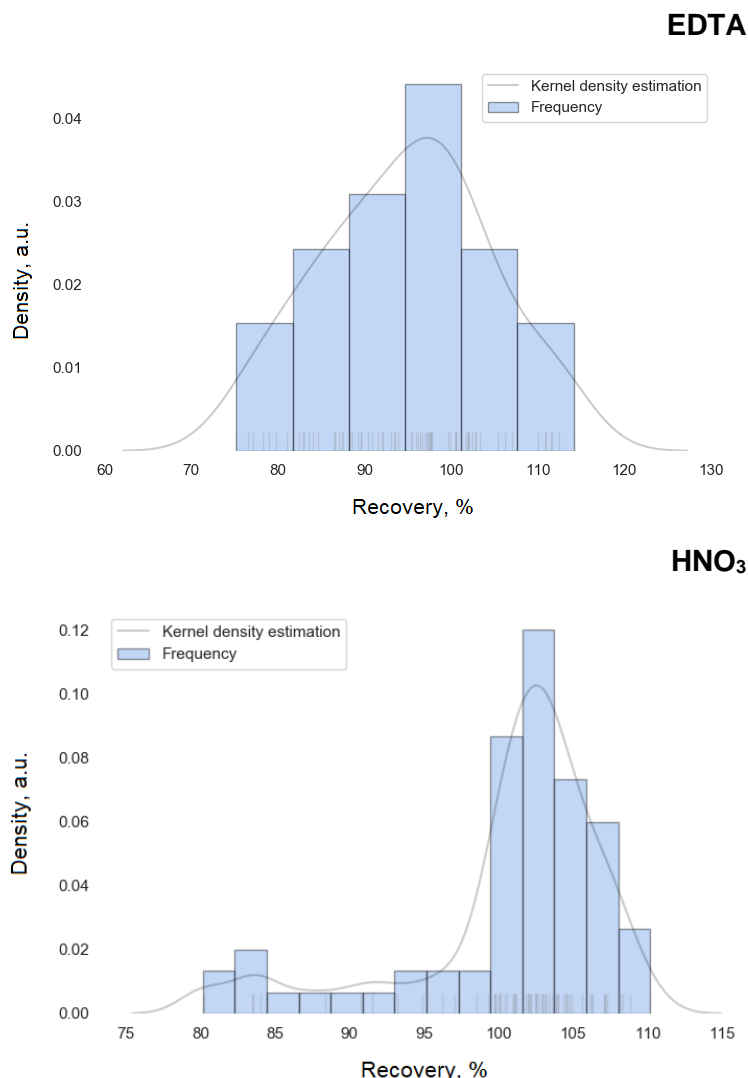 EDTA
Kernel density estimation
Frequency
0.04
0.03
0.02
0.01
0.00
Density, a.u.
60 70 80 90 100 110 120 130
Recovery, %
HNO₃
Kernel density estimation
Frequency
0.12
0.10
0.08
0.06
0.04
0.02
0.00
Density, a.u.
75 80 85 90 95 100 105 110 115
Recovery, %